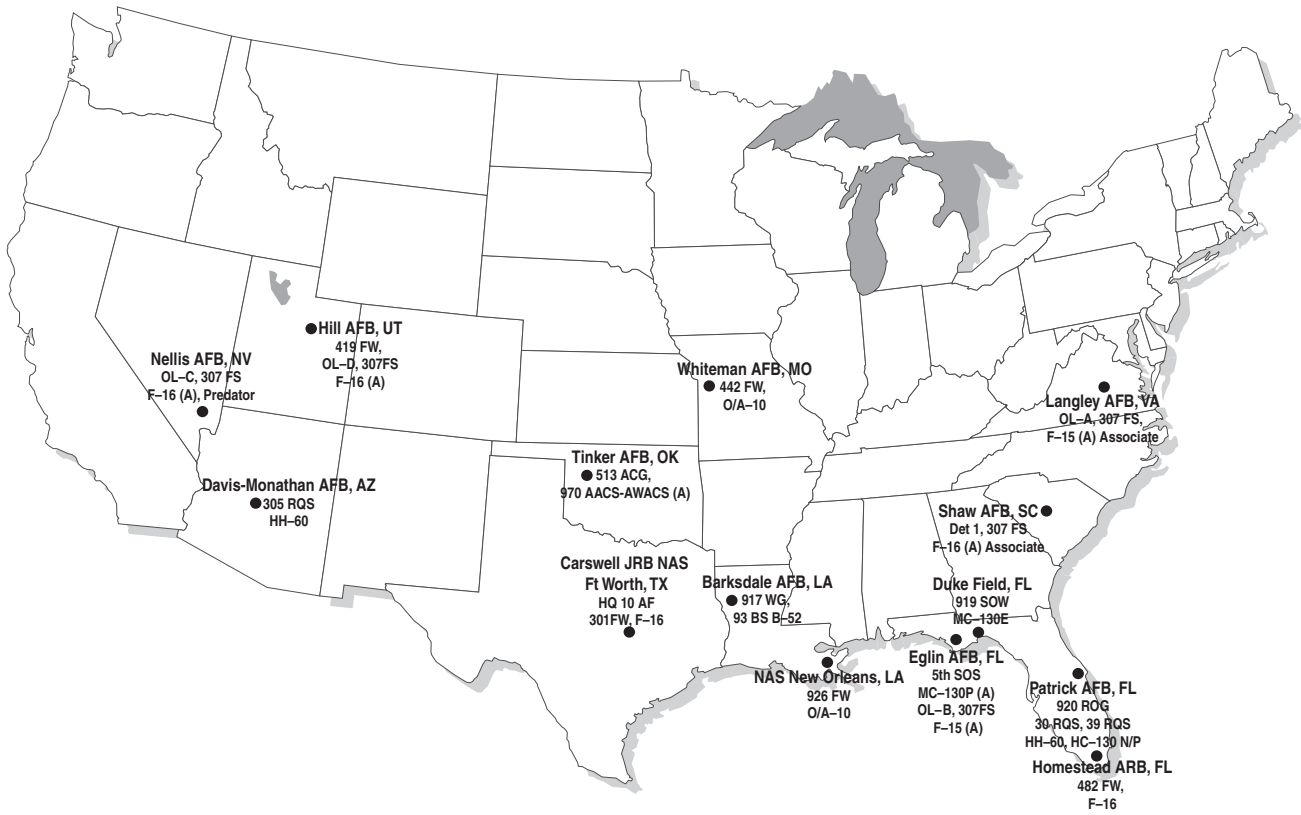 Hill AFB, UT
419 FW,
OL–D, 307FS
F–16 (A)
Nellis AFB, NV
OL–C, 307 FS
F–16 (A), Predator
Whiteman AFB, MO
442 FW,
O/A–10
Langley AFB, VA
OL–A, 307 FS,
F–15 (A) Associate
Tinker AFB, OK
513 ACG,
970 AACS-AWACS (A)
Davis-Monathan AFB, AZ
305 RQS
HH–60
Shaw AFB, SC
Det 1, 307 FS
F–16 (A) Associate
Carswell JRB NAS
Ft Worth, TX
HQ 10 AF
301FW, F–16
Barksdale AFB, LA
917 WG,
93 BS B–52
Duke Field, FL
919 SOW
MC–130E
NAS New Orleans, LA
926 FW
O/A–10
Eglin AFB, FL
5th SOS
MC–130P (A)
OL–B, 307FS
F–15 (A)
Patrick AFB, FL
920 ROG
30 RQS, 39 RQS
HH–60, HC–130 N/P
Homestead ARB, FL
482 FW,
F–16